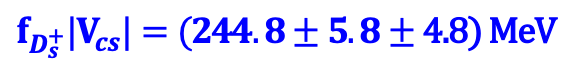 f_{D_s^+}|V_{cs}| = (244.8 ± 5.8 ± 4.8) MeV